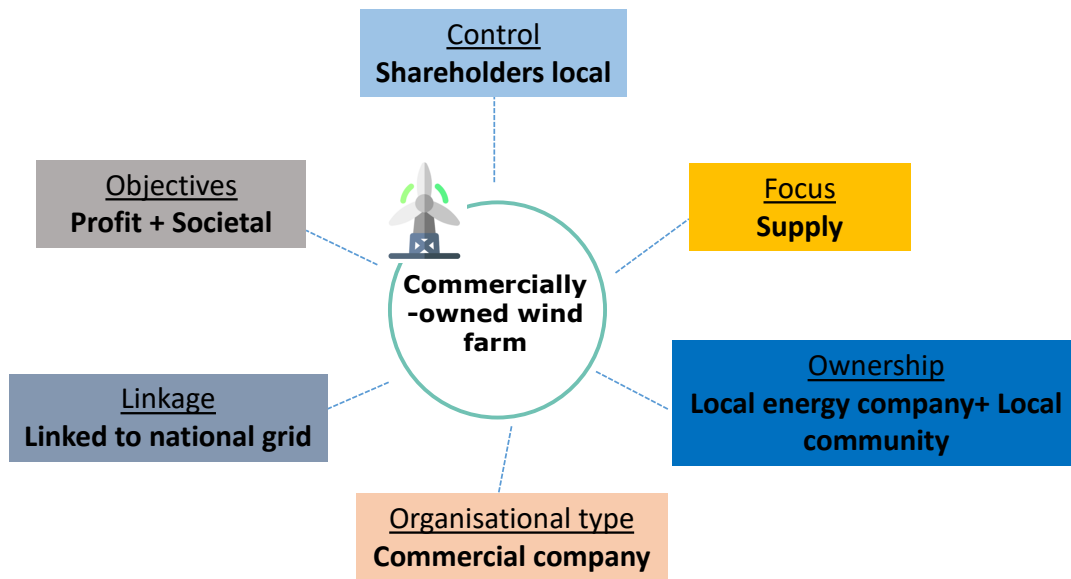 Control
Shareholders local
Objectives
Profit + Societal
Focus
Supply
Commercially
-owned wind
farm
Linkage
Linked to national grid
Ownership
Local energy company+ Local
community
Organisational type
Commercial company